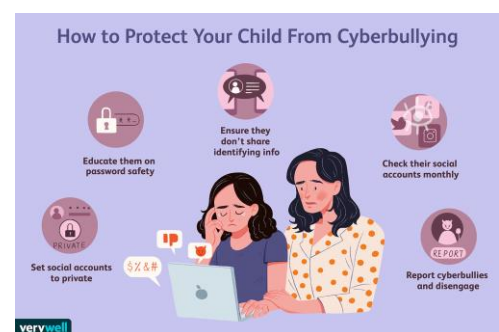 How to Protect Your Child From Cyberbullying
Ensure they
don't share
identifying info
Educate them on
password safety
Check their social
accounts monthly
PRIVATE
Set social accounts
to private
$%&#
REPORT
Report cyberbullies
and disengage
verywell